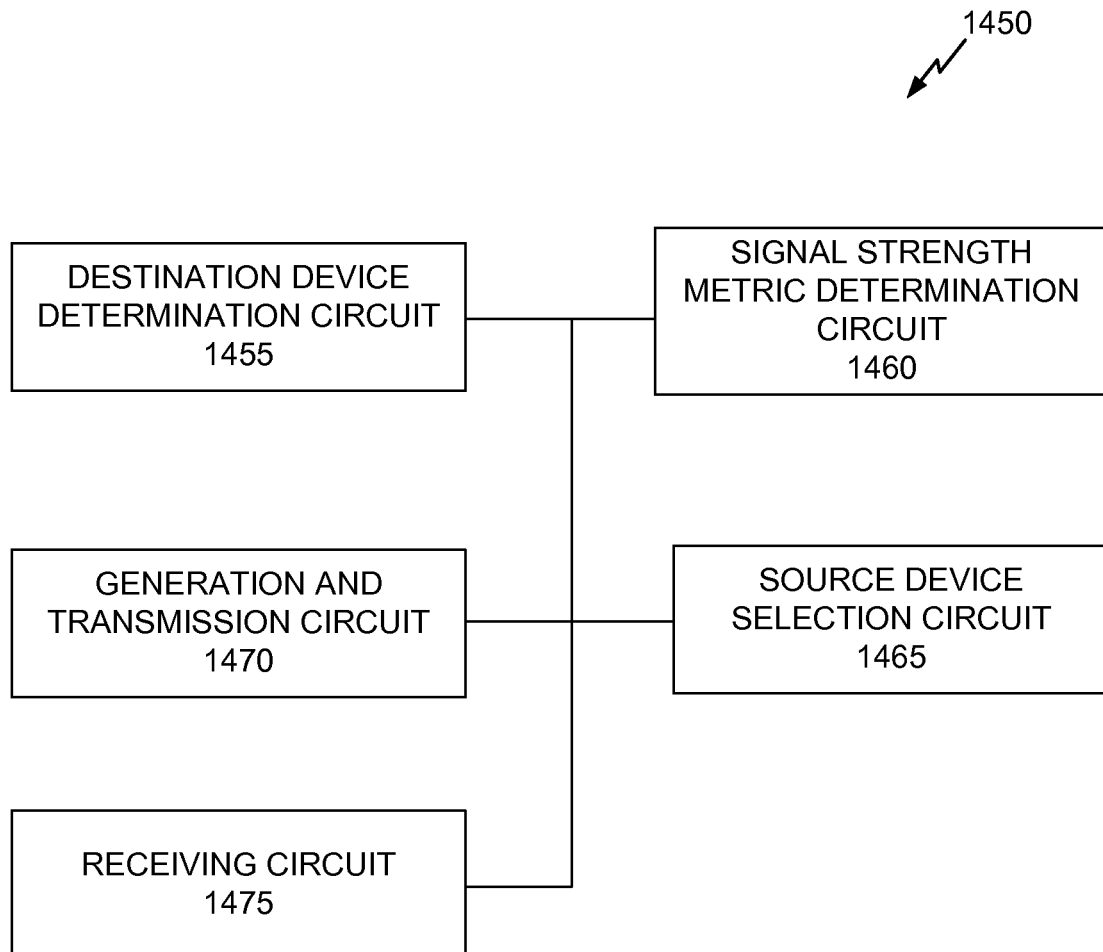 1450
DESTINATION DEVICE
DETERMINATION CIRCUIT
1455
SIGNAL STRENGTH
METRIC DETERMINATION
CIRCUIT
1460
GENERATION AND
TRANSMISSION CIRCUIT
1470
SOURCE DEVICE
SELECTION CIRCUIT
1465
RECEIVING CIRCUIT
1475